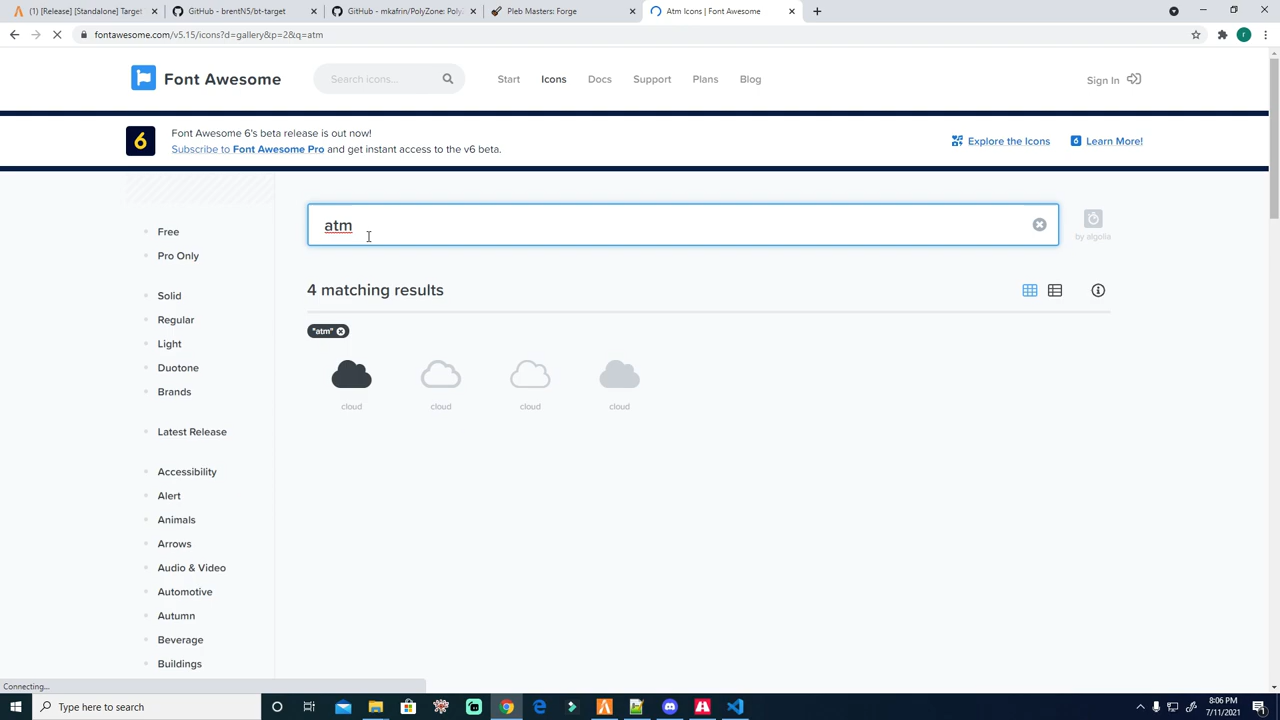 (1) [Release] [Standalone] Target
GitHub - brentN5/bt-target
GitHub - mkafrin/PolyZone: Poly
Pleb Masters: Forge
Atm Icons | Font Awesome
fontawesome.com/v5.15/icons?d=gallery&p=2&q=atm
r
Font Awesome
Search icons...
Start
Icons
Docs
Support
Plans
Blog
Sign In
6
Font Awesome 6's beta release is out now!
Subscribe to Font Awesome Pro and get instant access to the v6 beta.
Explore the Icons
6
Learn More!
atm
by algolia
Free
Pro Only
Solid
Regular
Light
Duotone
Brands
Latest Release
Accessibility
Alert
Animals
Arrows
Audio & Video
Automotive
Autumn
Beverage
Buildings
4 matching results
"atm"
cloud
cloud
cloud
cloud
Connecting...
Type here to search
8:06 PM
7/11/2021